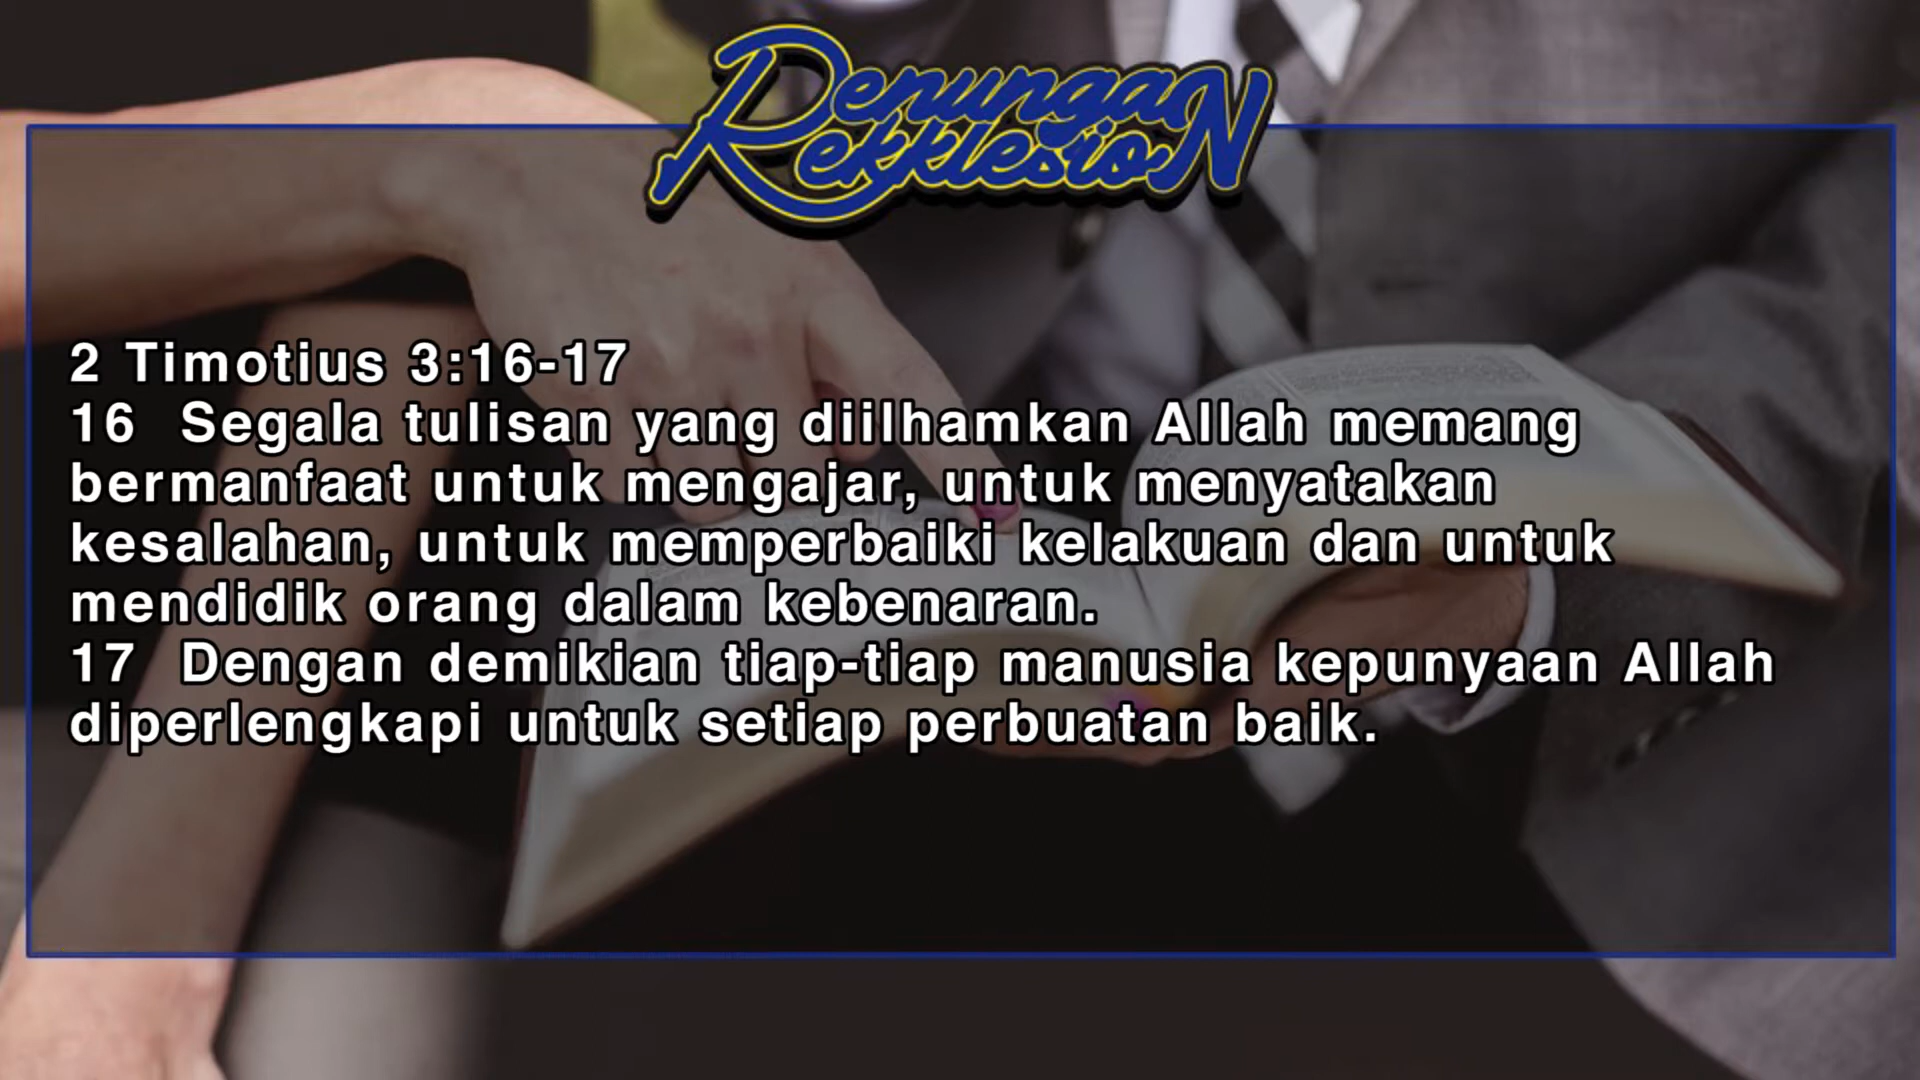 Renungan
RekklesioN
2 Timotius 3:16-17
16 Segala tulisan yang diilhamkan Allah memang
bermanfaat untuk mengajar, untuk menyatakan
kesalahan, untuk memperbaiki kelakuan dan untuk
mendidik orang dalam kebenaran.
17 Dengan demikian tiap-tiap manusia kepunyaan Allah
diperlengkapi untuk setiap perbuatan baik.